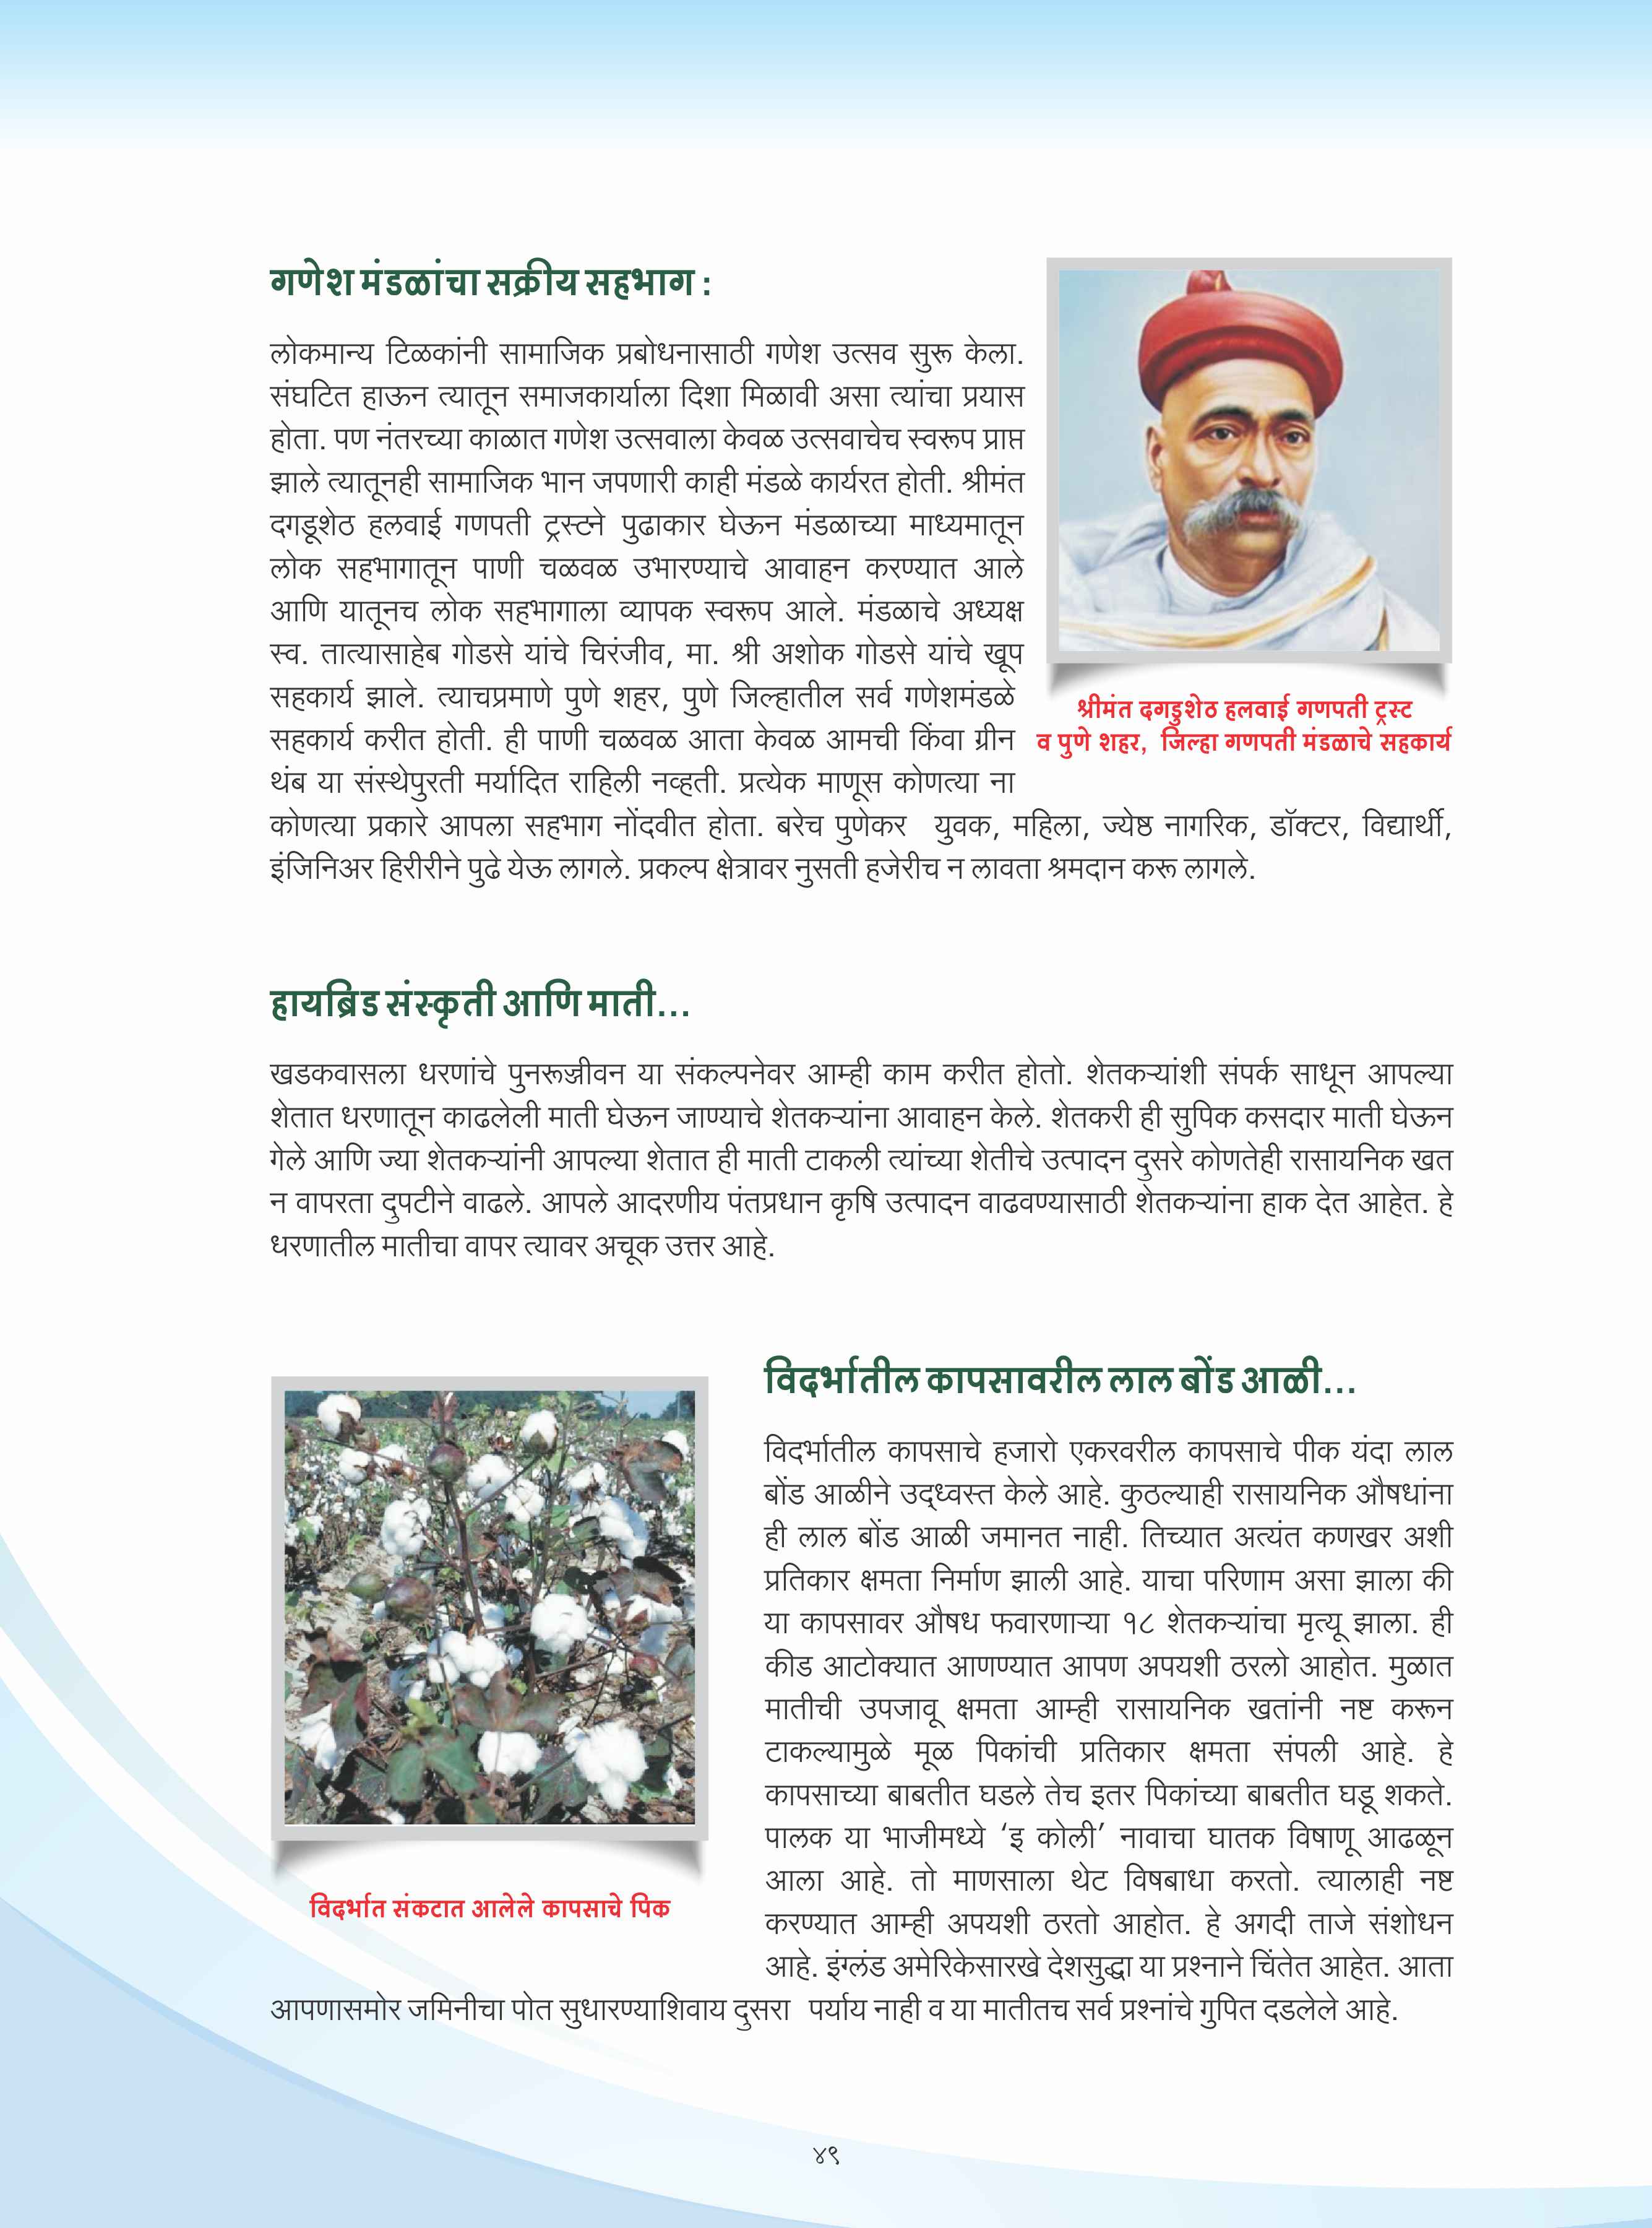 गणेश मंडळांचा सक्रीय सहभाग :
लोकमान्य टिळकांनी सामाजिक प्रबोधनासाठी गणेश उत्सव सुरू केला.
संघटित हाऊन त्यातून समाजकार्याला दिशा मिळावी असा त्यांचा प्रयास
होता. पण नंतरच्या काळात गणेश उत्सवाला केवळ उत्सवाचेच स्वरूप प्राप्त
झाले त्यातूनही सामाजिक भान जपणारी काही मंडळे कार्यरत होती. श्रीमंत
दगडूशेठ हलवाई गणपती ट्रस्टने पुढाकार घेऊन मंडळाच्या माध्यमातून
लोक सहभागातून पाणी चळवळ उभारण्याचे आवाहन करण्यात आले
आणि यातूनच लोक सहभागाला व्यापक स्वरूप आले. मंडळाचे अध्यक्ष
स्व. तात्यासाहेब गोडसे यांचे चिरंजीव, मा. श्री अशोक गोडसे यांचे खूप
सहकार्य झाले. त्याचप्रमाणे पुणे शहर, पुणे जिल्हातील सर्व गणेशमंडळे
सहकार्य करीत होती. ही पाणी चळवळ आता केवळ आमची किंवा ग्रीन
थंब या संस्थेपुरती मर्यादित राहिली नव्हती. प्रत्येक माणूस कोणत्या ना
कोणत्या प्रकारे आपला सहभाग नोंदवीत होता. बरेच पुणेकर युवक, महिला, ज्येष्ठ नागरिक, डॉक्टर, विद्यार्थी,
इंजिनिअर हिरीरीने पुढे येऊ लागले. प्रकल्प क्षेत्रावर नुसती हजेरीच न लावता श्रमदान करू लागले.
श्रीमंत दगडुशेठ हलवाई गणपती ट्रस्ट
व पुणे शहर, जिल्हा गणपती मंडळाचे सहकार्य
हायब्रिड संस्कृती आणि माती...
खडकवासला धरणांचे पुनरूज्जीवन या संकल्पनेवर आम्ही काम करीत होतो. शेतकऱ्यांशी संपर्क साधून आपल्या
शेतात धरणातून काढलेली माती घेऊन जाण्याचे शेतकऱ्यांना आवाहन केले. शेतकरी ही सुपिक कसदार माती घेऊन
गेले आणि ज्या शेतकऱ्यांनी आपल्या शेतात ही माती टाकली त्यांच्या शेतीचे उत्पादन दुसरे कोणतेही रासायनिक खत
न वापरता दुपटीने वाढले. आपले आदरणीय पंतप्रधान कृषि उत्पादन वाढवण्यासाठी शेतकऱ्यांना हाक देत आहेत. हे
धरणातील मातीचा वापर त्यावर अचूक उत्तर आहे.
विदर्भातील कापसावरील लाल बोंड आळी...
विदर्भातील कापसाचे हजारो एकरवरील कापसाचे पीक यंदा लाल
बोंड आळीने उद्ध्वस्त केले आहे. कुठल्याही रासायनिक औषधांना
ही लाल बोंड आळी जमानत नाही. तिच्यात अत्यंत कणखर अशी
प्रतिकार क्षमता निर्माण झाली आहे. याचा परिणाम असा झाला की
या कापसावर औषध फवारणाऱ्या १८ शेतकऱ्यांचा मृत्यू झाला. ही
कीड आटोक्यात आणण्यात आपण अपयशी ठरलो आहोत. मुळात
मातीची उपजावू क्षमता आम्ही रासायनिक खतांनी नष्ट करून
टाकल्यामुळे मूळ पिकांची प्रतिकार क्षमता संपली आहे. हे
कापसाच्या बाबतीत घडले तेच इतर पिकांच्या बाबतीत घडू शकते.
पालक या भाजीमध्ये ‘इ कोली’ नावाचा घातक विषाणू आढळून
आला आहे. तो माणसाला थेट विषबाधा करतो. त्यालाही नष्ट
करण्यात आम्ही अपयशी ठरतो आहोत. हे अगदी ताजे संशोधन
आहे. इंग्लंड अमेरिकेसारखे देशसुद्धा या प्रश्नाने चिंतेत आहेत. आता
आपणासमोर जमिनीचा पोत सुधारण्याशिवाय दुसरा पर्याय नाही व या मातीतच सर्व प्रश्नांचे गुपित दडलेले आहे.
विदर्भात संकटात आलेले कापसाचे पिक
४९